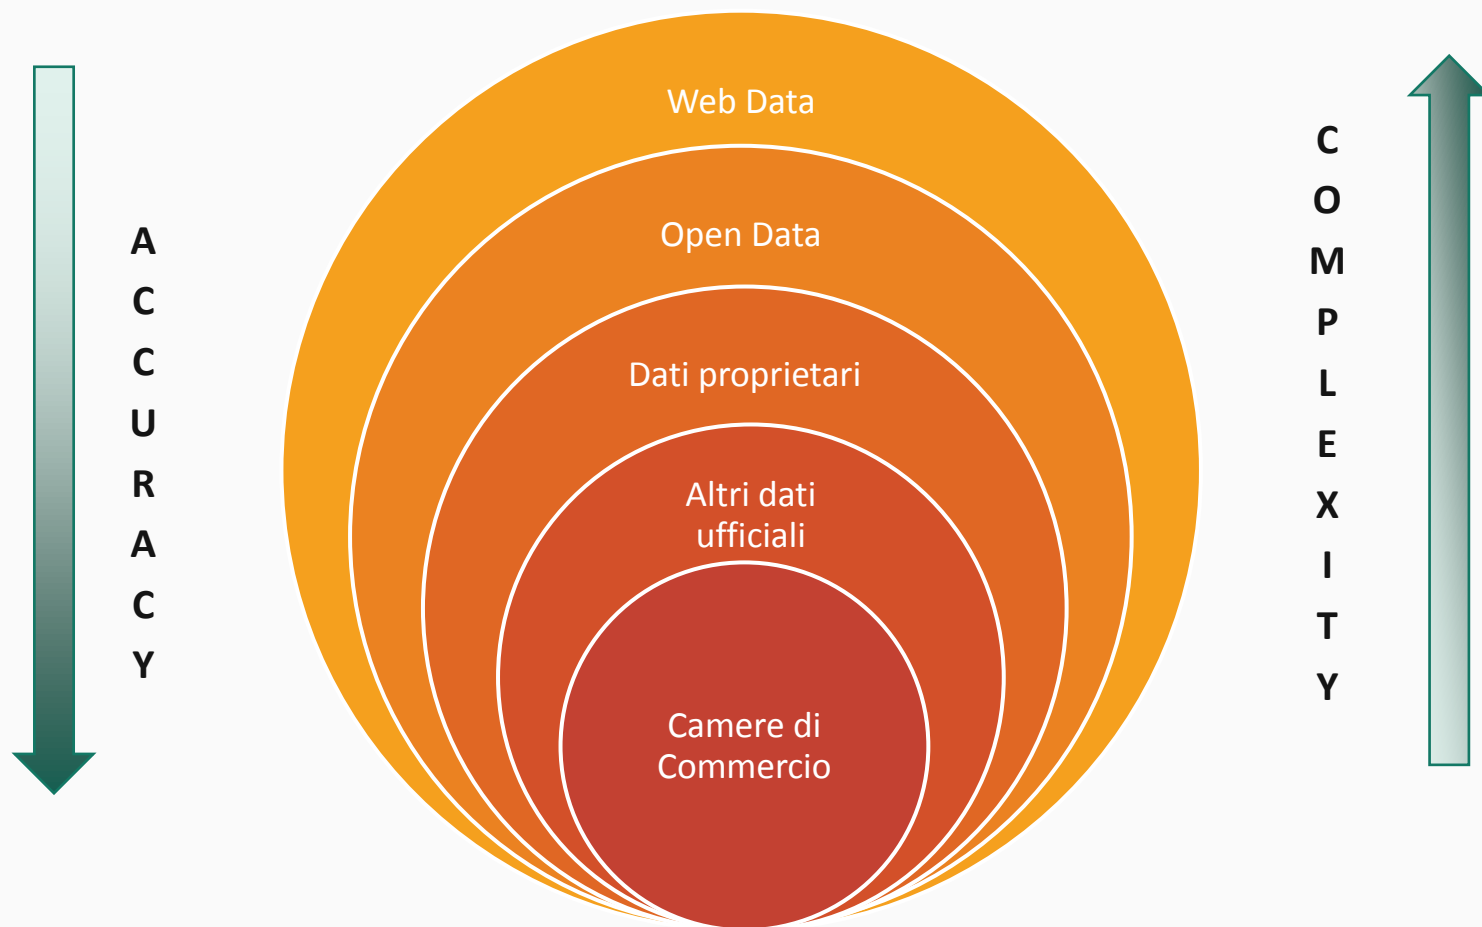 Web Data
Open Data
Dati proprietari
Altri dati
ufficiali
Camere di
Commercio
ACCURACY
COMPLEXITY